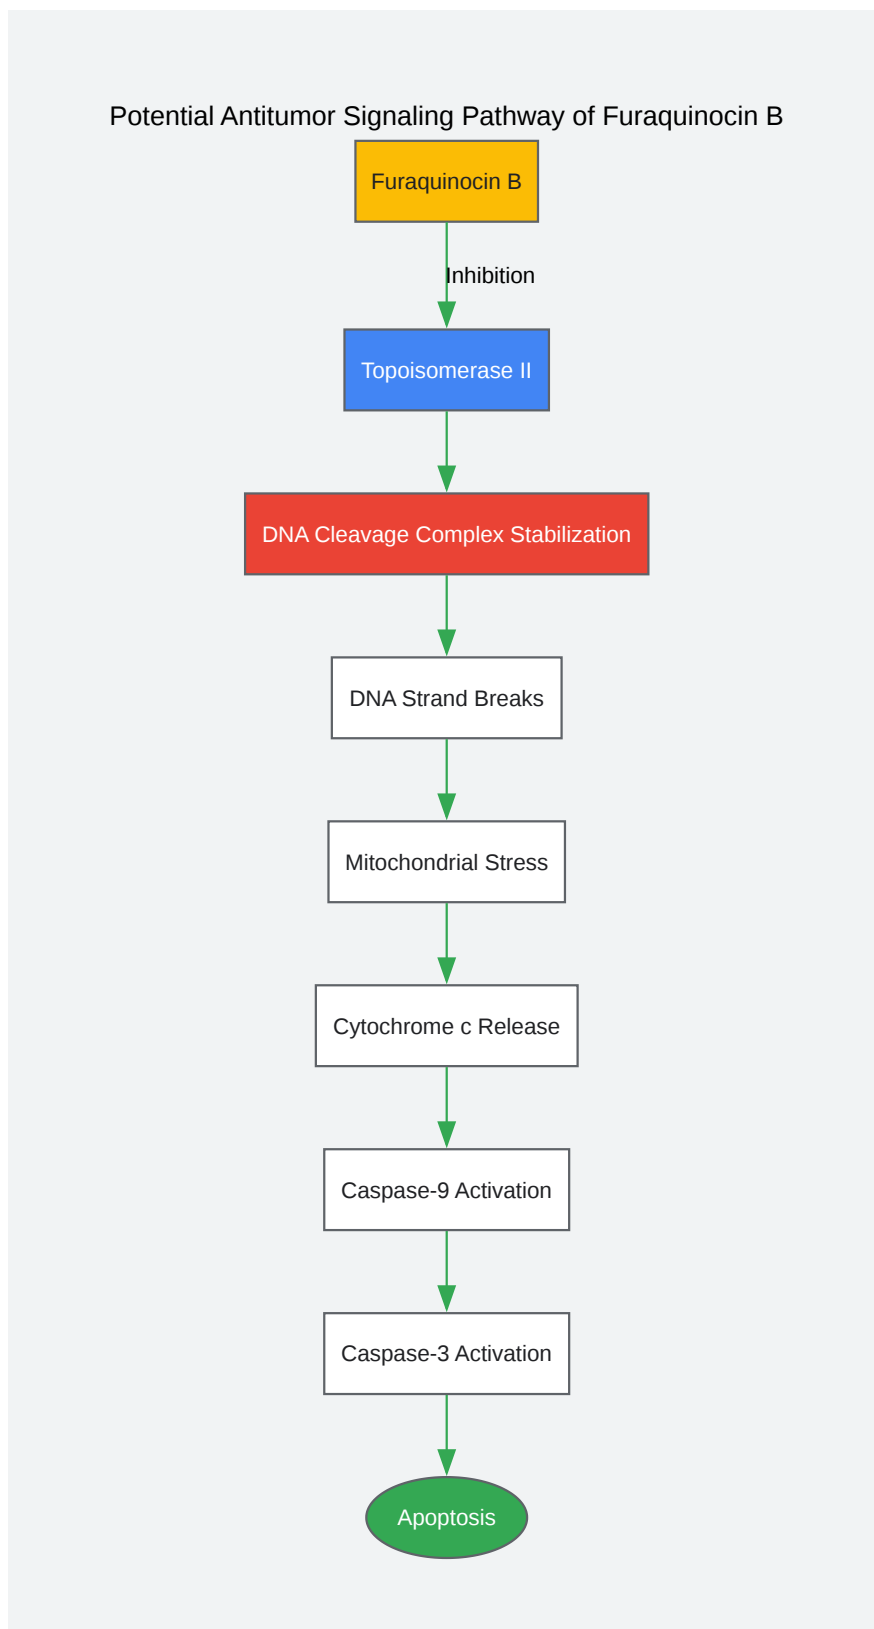 Potential Antitumor Signaling Pathway of Furaquinocin B
Furaquinocin B
Inhibition
Topoisomerase II
DNA Cleavage Complex Stabilization
DNA Strand Breaks
Mitochondrial Stress
Cytochrome c Release
Caspase-9 Activation
Caspase-3 Activation
Apoptosis